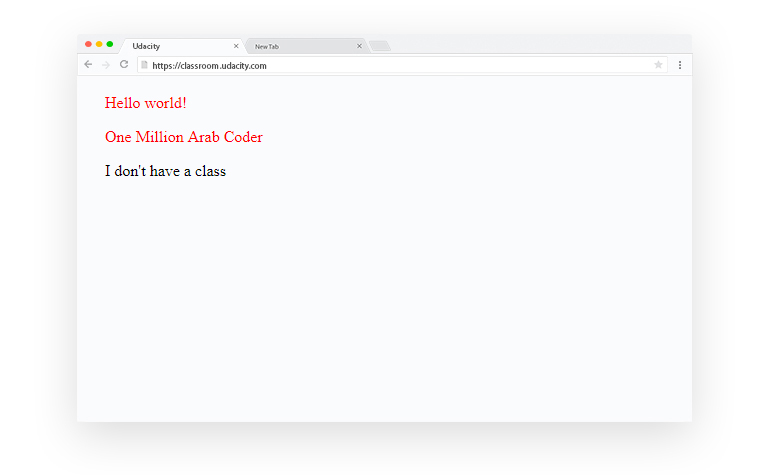 Udacity
New Tab
https://classroom.udacity.com
Hello world!
One Million Arab Coder
I don't have a class